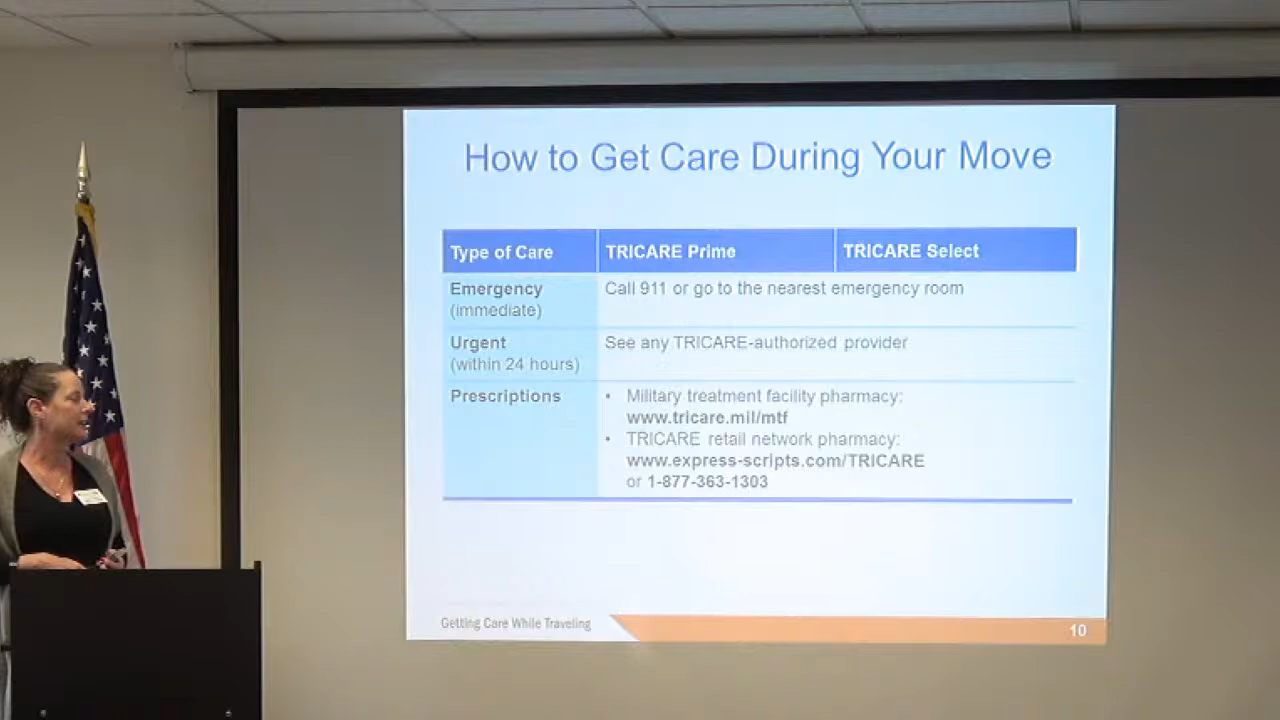 How to Get Care During Your Move
Type of Care
TRICARE Prime
TRICARE Select
Emergency
(immediate)
Call 911 or go to the nearest emergency room
Urgent
(within 24 hours)
See any TRICARE-authorized provider
Prescriptions
• Military treatment facility pharmacy:
www.tricare.mil/mtf
• TRICARE retail network pharmacy:
www.express-scripts.com/TRICARE
or 1-877-363-1303
Getting Care While Traveling
10